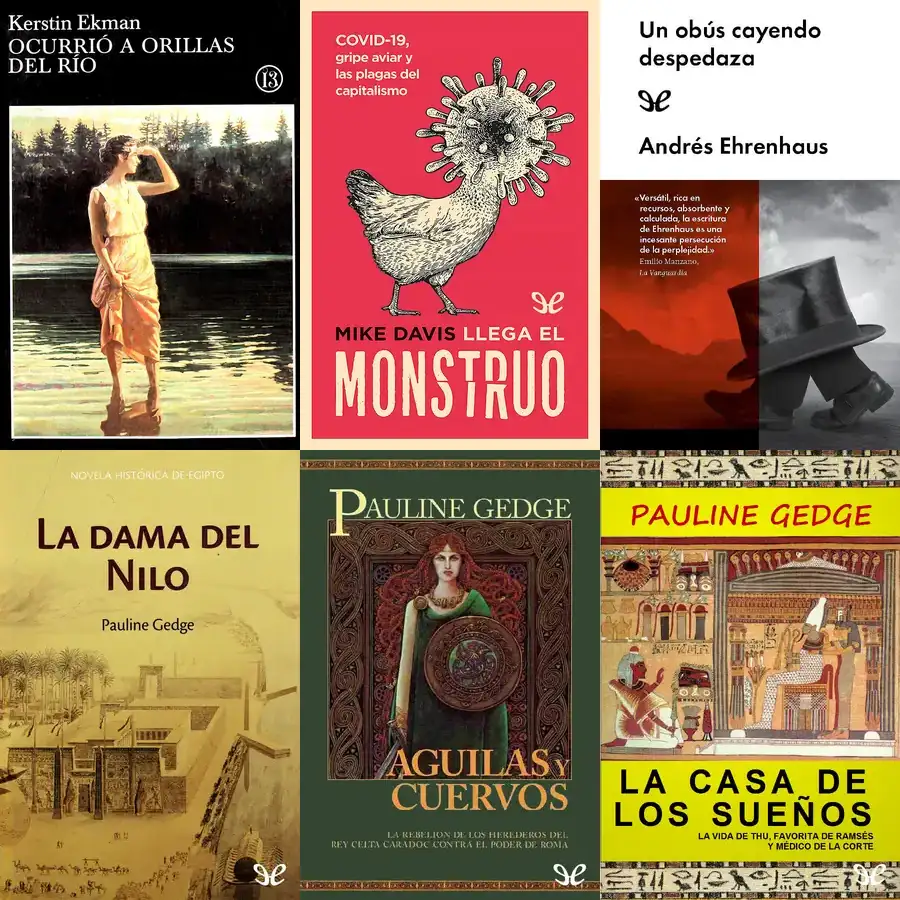 Kerstin Ekman
OCURRIÓ A ORILLAS
DEL RÍO
13
COVID-19,
gripe aviar y
las plagas del
capitalismo
MIKE DAVIS LLEGA EL
MONSTRUO
Un obús cayendo
despedaza
Andrés Ehrenhaus
«Versátil, rica en
recursos, absorbente y
calculada, la escritura
de Ehrenhaus es una
incesante persecución
de la perplejidad.»
Emilio Manzano,
La Vanguardia
NOVELA HISTÓRICA DE EGIPTO
LA DAMA DEL
NILO
Pauline Gedge
PAULINE GEDGE
AGUILAS Y
CUERVOS
LA REBELION DE LOS HEREDEROS DEL
REY CELTA CARADOC CONTRA EL PODER DE ROMA
PAULINE GEDGE
LA CASA DE
LOS SUEÑOS
LA VIDA DE THU, FAVORITA DE RAMSÉS
Y MÉDICO DE LA CORTE